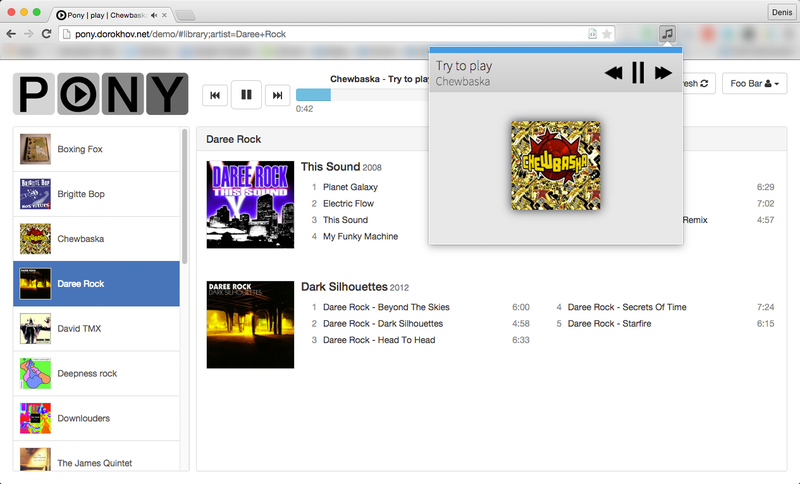 Pony | play | Chewbaska
Denis
pony.dorokhov.net/demo/#library;artist=Daree+Rock
PONY
Chewbaska - Try to play
0:42
resh
Foo Bar
Try to play
Chewbaska
CHEWBASKA
Boxing Fox
Brigitte Bop
Chewbaska
Daree Rock
David TMX
Deepness rock
Downlouders
The James Quintet
Daree Rock
DAREE ROCK
THIS SOUND
This Sound 2008
1 Planet Galaxy
2 Electric Flow
3 This Sound
4 My Funky Machine
6:29
7:02
Remix 4:57
DAREE ROCK
DARK SILHOUETTES
Dark Silhouettes 2012
1 Daree Rock - Beyond The Skies 6:00
2 Daree Rock - Dark Silhouettes 4:58
3 Daree Rock - Head To Head 6:33
4 Daree Rock - Secrets Of Time 7:24
5 Daree Rock - Starfire 6:15